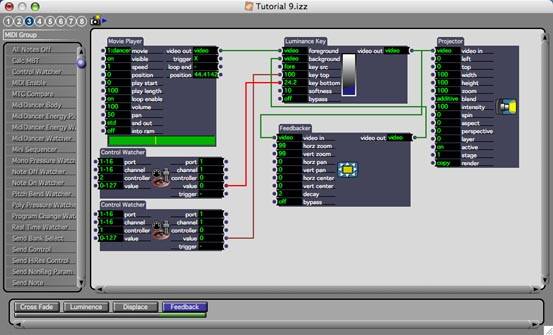 Tutorial 9.izz
1 2 3 4 5 6 7 8
MIDI Group
All Notes Off
Calc MBT
Control Watcher
MIDI Enable
MTC Compare
MidiDancer Body
MidiDancer Energy
MidiDancer Energy W
MidiDancer Watcher
Mini Sequencer
Mono Pressure Watch
Note Off Watcher
Note On Watcher
Pitch Bend Watcher
Poly Pressure Watche
Program Change Wat
Real Time Watcher
Send Bank Select
Send Control
Send HiRes Control
Send NonReg Param
Send Note
Movie Player
1:dancer movie video out video
on visible trigger X
1 speed loop end
0 position position 44.4142
0 play start
100 play length
on loop enable
100 volume
50 pan
etd snd out
off into ram
Control Watcher
1-16 port port 1
1-16 channel channel 1
2 controller controller 0
0-127 value value 0
trigger -
Control Watcher
1-16 port port 1
1-16 channel channel 1
1 controller controller 0
0-127 value value 0
trigger -
Luminance Key
video foreground video out video
video background
fore key src
100 key top
24.2 key bottom
10 softness
off bypass
Feedbacker
video video in video out video
99 horz zoom
99 vert zoom
0 horz pan
0 vert pan
0 horz center
0 vert center
2 decay
off bypass
Projector
video video in
0 left
0 top
100 width
100 height
100 zoom
additive blend
100 intensity
0 spin
0 aspect
0 perspective
0 layer
on active
1 stage
copy render
Cross Fade Luminence Displace Feedback